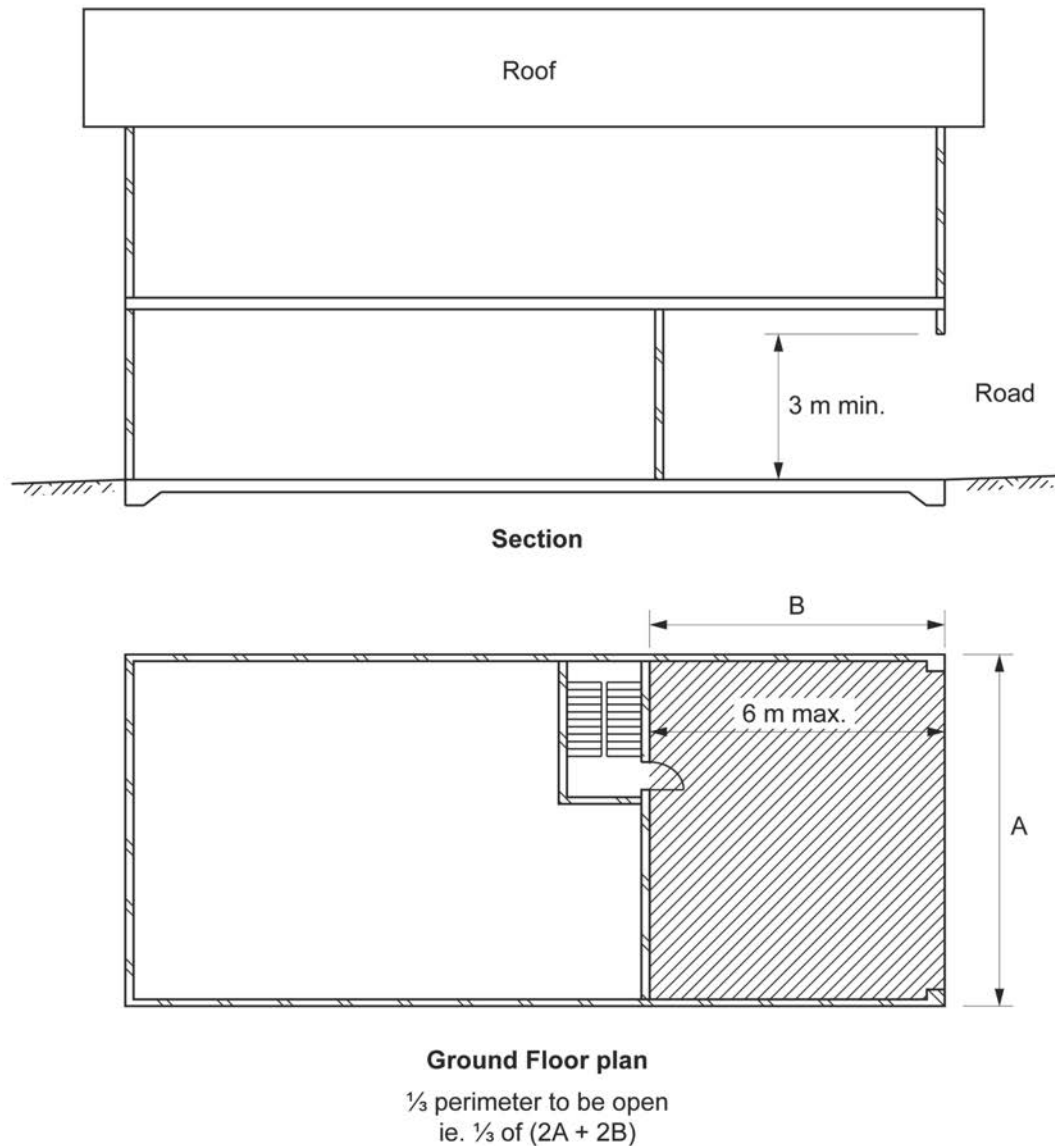 Roof
3 m min.
Road
Section
B
6 m max.
A
Ground Floor plan
⅓ perimeter to be open
ie. ⅓ of (2A + 2B)